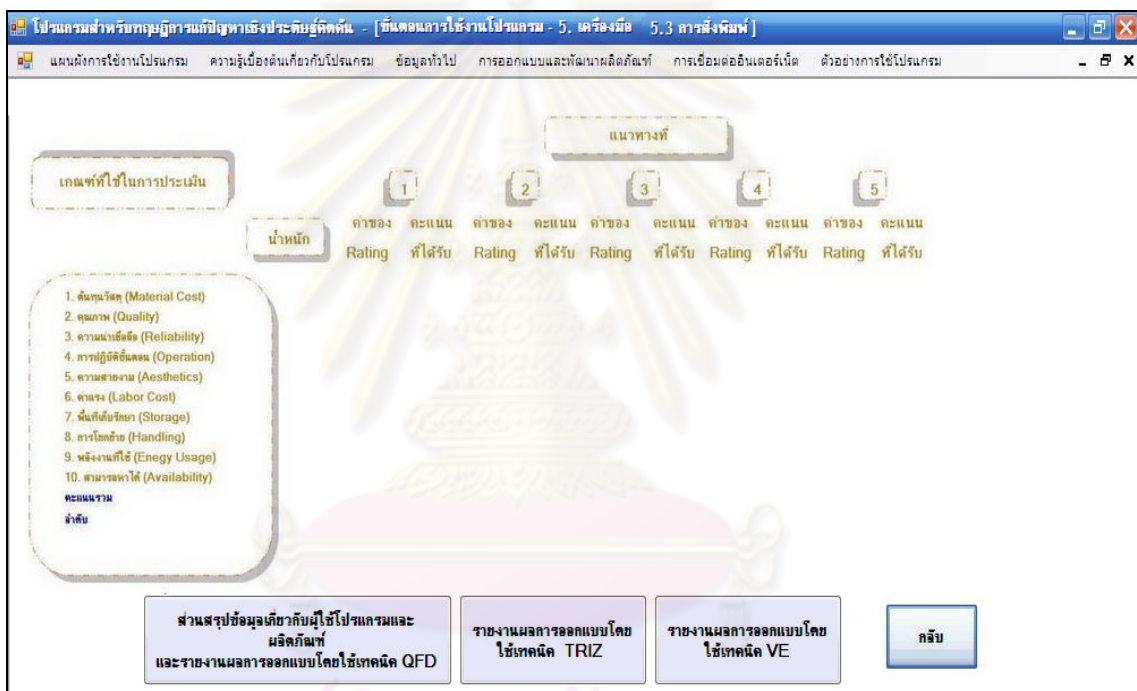 โปรแกรมสำหรับทฤษฎีการแก้ปัญหาเชิงประดิษฐ์คิดค้น - [ขั้นตอนการใช้งานโปรแกรม - 5. เครื่องมือ 5.3 การสั่งพิมพ์]
แผนผังการใช้งานโปรแกรม ความรู้เบื้องต้นเกี่ยวกับโปรแกรม ข้อมูลทั่วไป การออกแบบและพัฒนาผลิตภัณฑ์ การเชื่อมต่ออินเตอร์เน็ต ตัวอย่างการใช้โปรแกรม
แนวทางที่
เกณฑ์ที่ใช้ในการประเมิน
1 2 3 4 5
น้ำหนัก
ค่าของ คะแนน ค่าของ คะแนน ค่าของ คะแนน ค่าของ คะแนน ค่าของ คะแนน
Rating ที่ได้รับ Rating ที่ได้รับ Rating ที่ได้รับ Rating ที่ได้รับ Rating ที่ได้รับ
1. ต้นทุนวัสดุ (Material Cost)
2. คุณภาพ (Quality)
3. ความน่าเชื่อถือ (Reliability)
4. การปฏิบัติขั้นตอน (Operation)
5. ความสวยงาม (Aesthetics)
6. ค่าแรง (Labor Cost)
7. พื้นที่เก็บรักษา (Storage)
8. การโยกย้าย (Handling)
9. พลังงานที่ใช้ (Enegy Usage)
10. สามารถหาได้ (Availability)
คะแนนรวม
ลำดับ
ส่วนสรุปข้อมูลเกี่ยวกับผู้ใช้โปรแกรมและ
ผลิตภัณฑ์
และรายงานผลการออกแบบโดยใช้เทคนิค QFD
รายงานผลการออกแบบโดย
ใช้เทคนิค TRIZ
รายงานผลการออกแบบโดย
ใช้เทคนิค VE
กลับ